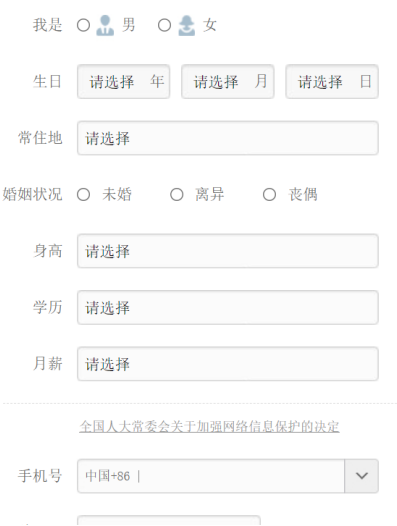 我是 男 女
生日 请选择 年 请选择 月 请选择 日
常住地 请选择
婚姻状况 未婚 离异 丧偶
身高 请选择
学历 请选择
月薪 请选择
全国人大常委会关于加强网络信息保护的决定
手机号 中国+86 |